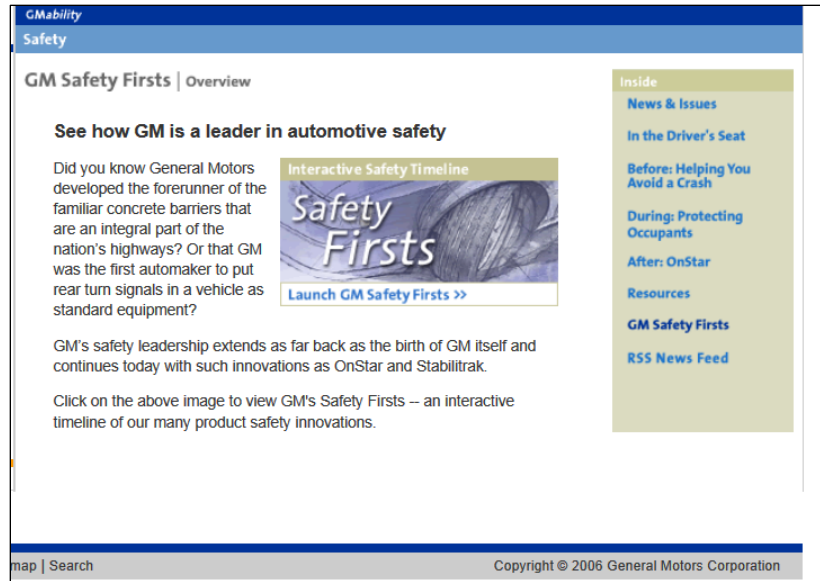 GMability
Safety
GM Safety Firsts | Overview
See how GM is a leader in automotive safety
Did you know General Motors
developed the forerunner of the
familiar concrete barriers that
are an integral part of the
nation's highways? Or that GM
was the first automaker to put
rear turn signals in a vehicle as
standard equipment?
Interactive Safety Timeline
Safety
Firsts
Launch GM Safety Firsts >>
GM's safety leadership extends as far back as the birth of GM itself and
continues today with such innovations as OnStar and Stabilitrak.
Click on the above image to view GM's Safety Firsts -- an interactive
timeline of our many product safety innovations.
Inside
News & Issues
In the Driver's Seat
Before: Helping You
Avoid a Crash
During: Protecting
Occupants
After: OnStar
Resources
GM Safety Firsts
RSS News Feed
map | Search
Copyright © 2006 General Motors Corporation